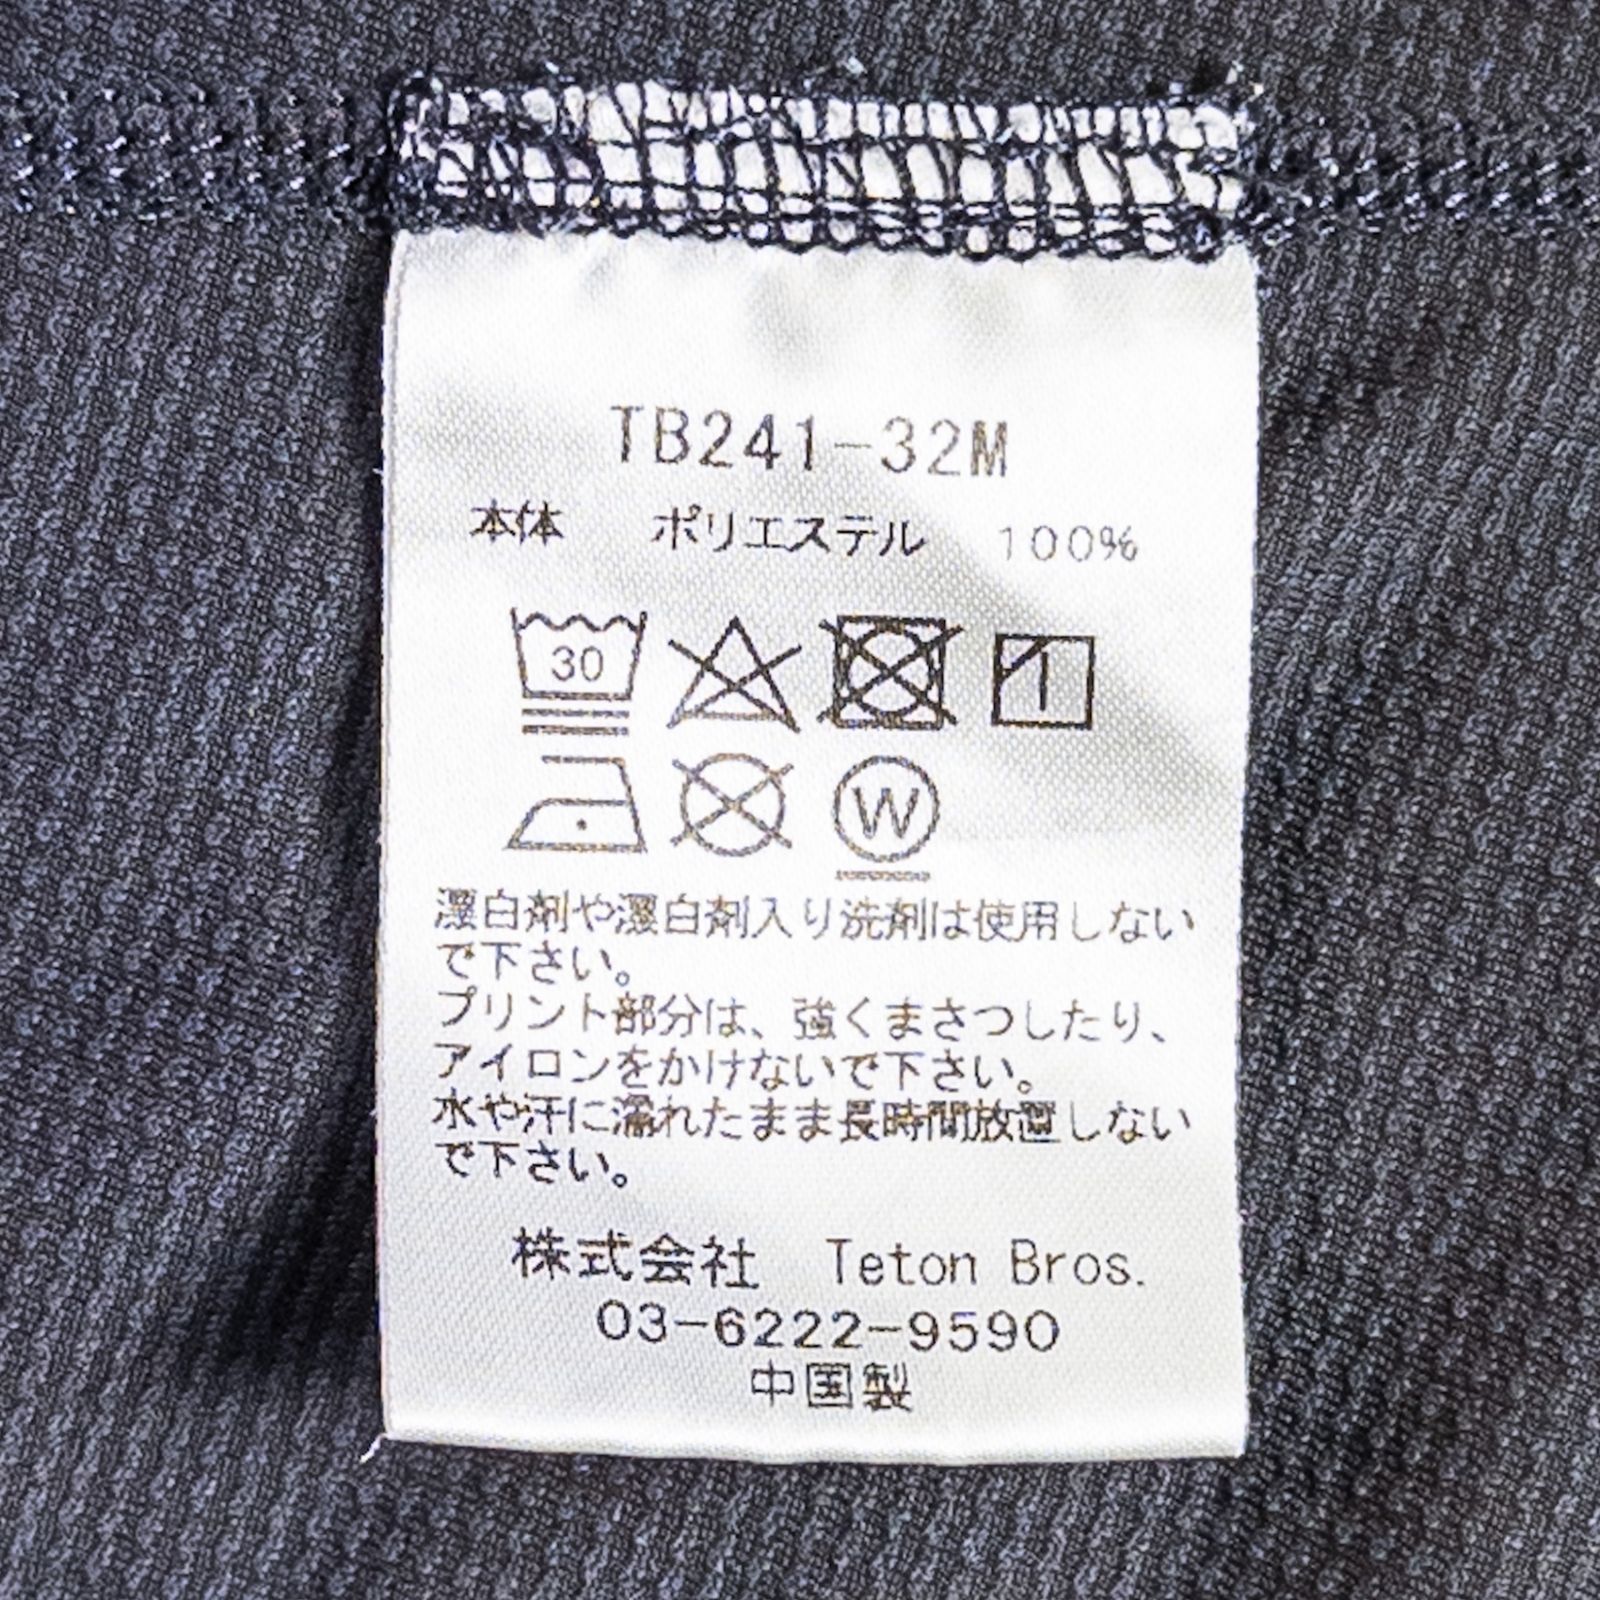 TB241-32M
本体 ポリエステル 100%
30
W
漂白剤や漂白剤入り洗剤は使用しない
で下さい。
プリント部分は、強くまさつしたり、
アイロンをかけないで下さい。
水や汗に濡れたまま長時間放置しない
で下さい。
株式会社 Teton Bros.
03-6222-9590
中国製